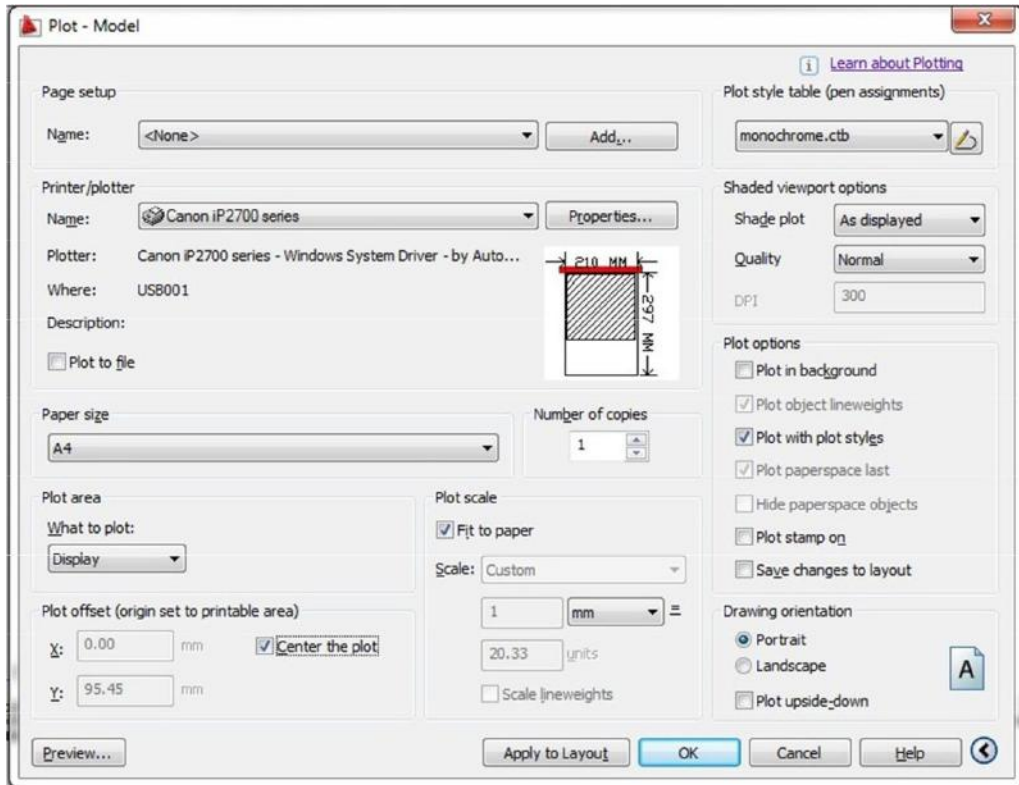 Plot - Model
Learn about Plotting
Page setup
Name: <None> Add...
Plot style table (pen assignments)
monochrome.ctb
Printer/plotter
Name: Canon iP2700 series Properties...
Plotter: Canon iP2700 series - Windows System Driver - by Auto...
Where: USB001
Description:
Plot to file
210 MM
297 MM
Shaded viewport options
Shade plot As displayed
Quality Normal
DPI 300
Paper size
A4
Number of copies
1
Plot options
Plot in background
Plot object lineweights
Plot with plot styles
Plot paperspace last
Hide paperspace objects
Plot stamp on
Save changes to layout
Plot area
What to plot:
Display
Plot scale
Fit to paper
Scale: Custom
1 mm =
20.33 units
Scale lineweights
Plot offset (origin set to printable area)
X: 0.00 mm Center the plot
Y: 95.45 mm
Drawing orientation
Portrait
Landscape
Plot upside-down
A
Preview... Apply to Layout OK Cancel Help